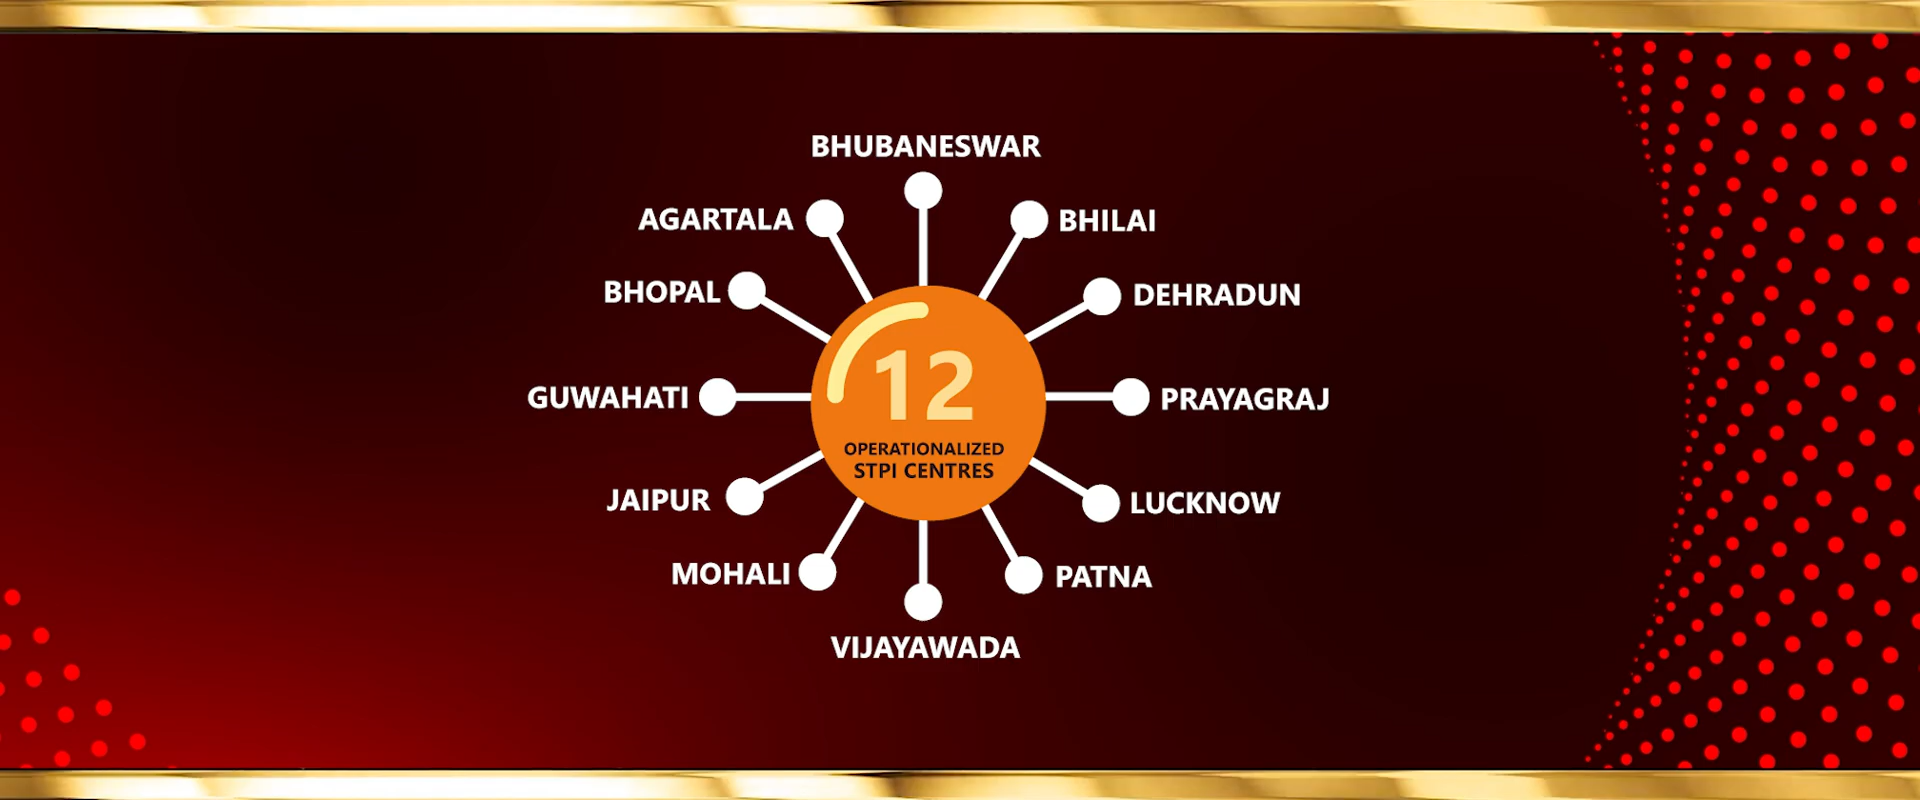 BHUBANESWAR
AGARTALA
BHILAI
BHOPAL
DEHRADUN
GUWAHATI
12
PRAYAGRAJ
OPERATIONALIZED
STPI CENTRES
JAIPUR
LUCKNOW
MOHALI
PATNA
VIJAYAWADA